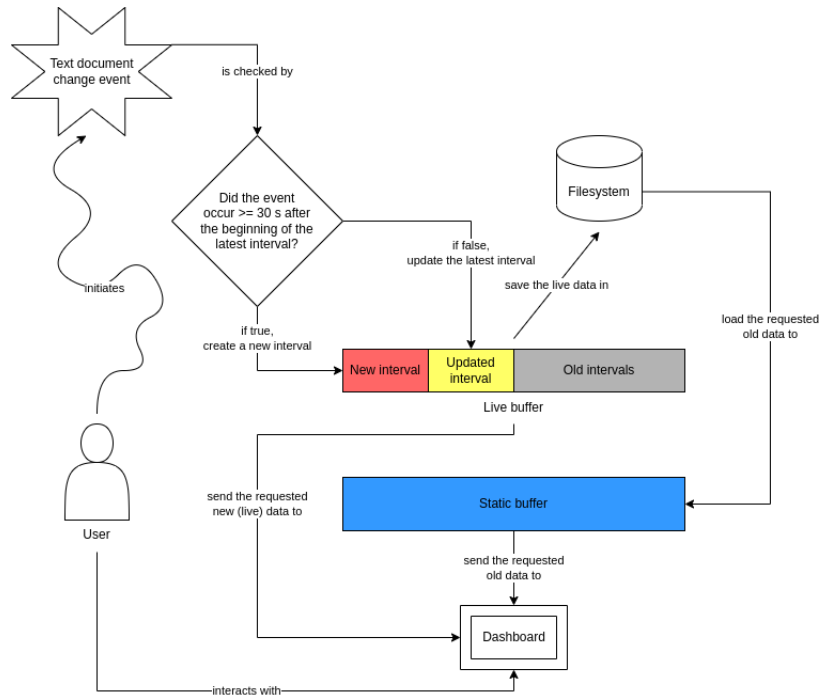 Text document
change event
is checked by
Did the event
occur >= 30 s after
the beginning of the
latest interval?
Filesystem
if false,
update the latest interval
save the live data in
initiates
if true,
create a new interval
load the requested
old data to
New interval
Updated
interval
Old intervals
Live buffer
send the requested
new (live) data to
Static buffer
User
send the requested
old data to
Dashboard
interacts with